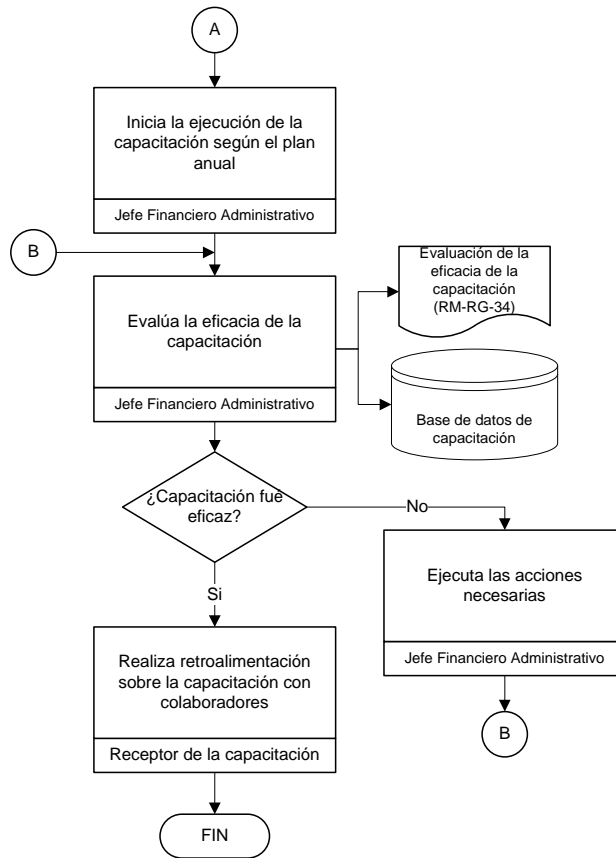 A
Inicia la ejecución de la
capacitación según el plan
anual
Jefe Financiero Administrativo
B
Evalúa la eficacia de la
capacitación
Jefe Financiero Administrativo
Evaluación de la
eficacia de la
capacitación
(RM-RG-34)
Base de datos de
capacitación
¿Capacitación fue
eficaz?
No
Si
Ejecuta las acciones
necesarias
Jefe Financiero Administrativo
B
Realiza retroalimentación
sobre la capacitación con
colaboradores
Receptor de la capacitación
FIN